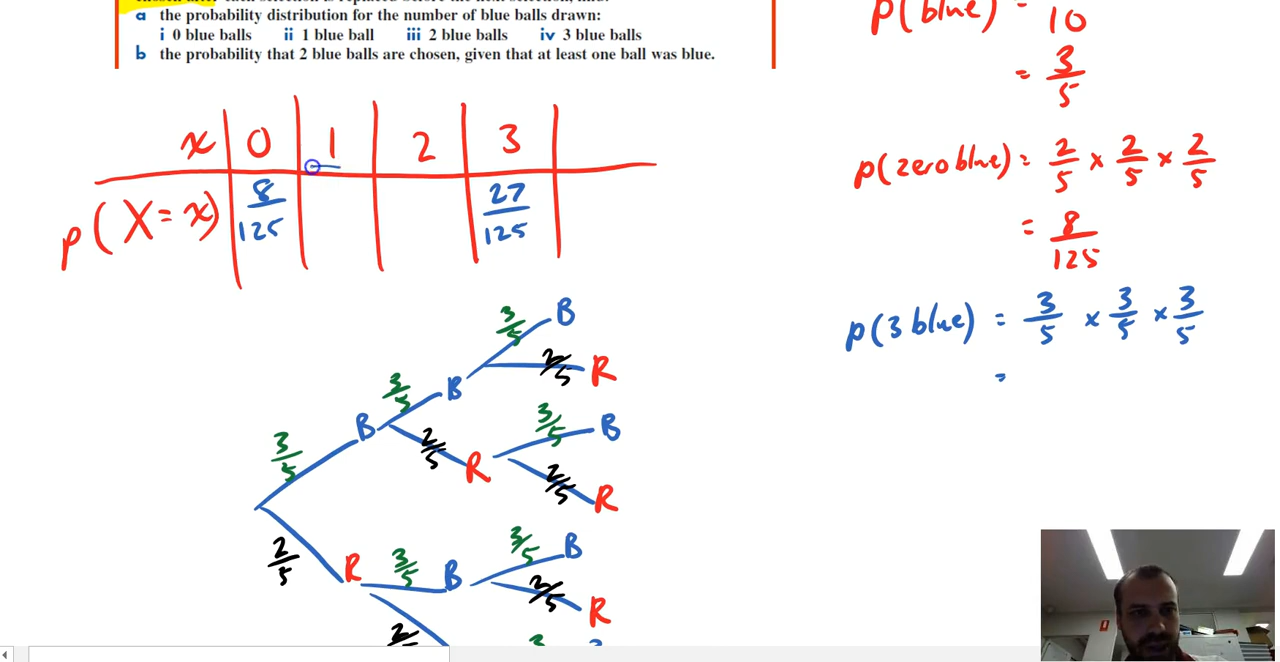 a the probability distribution for the number of blue balls drawn:
i 0 blue balls ii 1 blue ball iii 2 blue balls iv 3 blue balls
b the probability that 2 blue balls are chosen, given that at least one ball was blue.
p(blue) = /10
= 3/5
x 0 1 2 3
p(X=x) 8/125 27/125
p(zero blue) = 2/5 × 2/5 × 2/5
= 8/125
p(3 blue) = 3/5 × 3/5 × 3/5
=
3/5 B
2/5 R
3/5 B
3/5 B
3/5 B
2/5 R
2/5 R
3/5 B
2/5 R
2/5 R
3/5 B
3/5 B
2/5 R
2
3